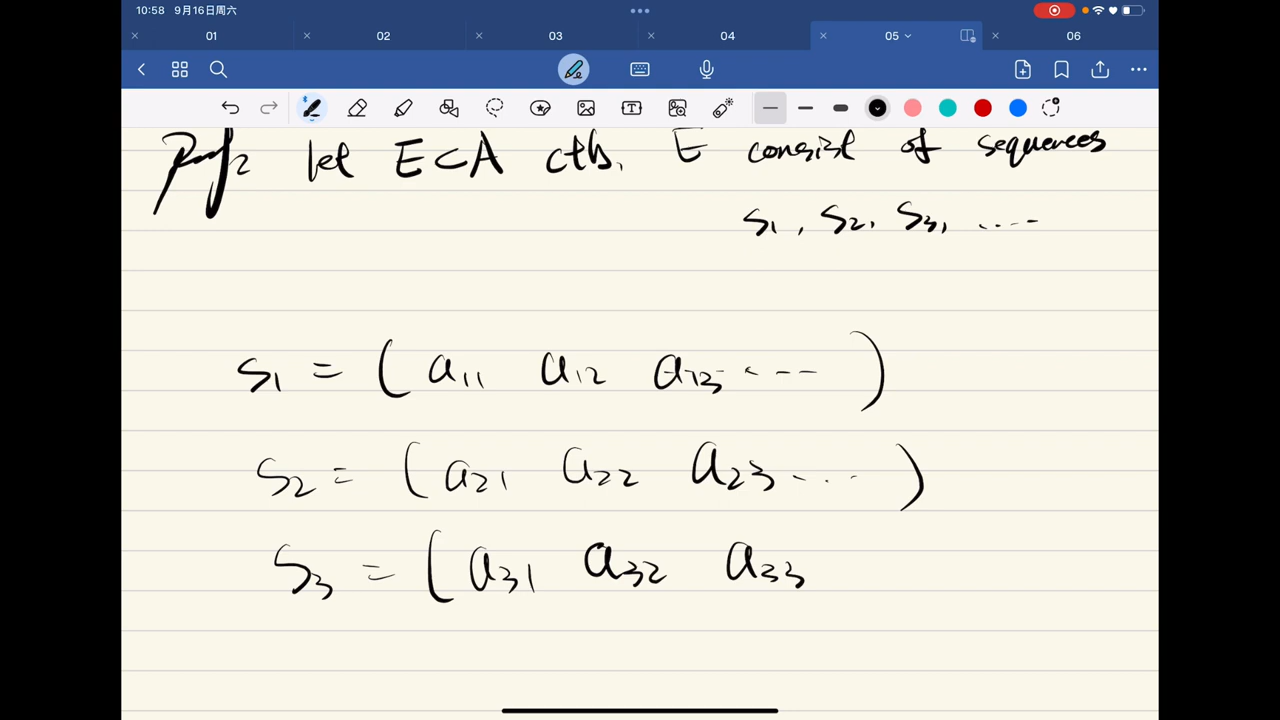 10:58 9月16日周六
01 02 03 04 05 06
Proof: let E⊂A ctb. E consist of sequences
s1, s2, s3, ....
s1 = ( a11 a12 a13 ... )
s2 = ( a21 a22 a23 ... )
s3 = ( a31 a32 a33